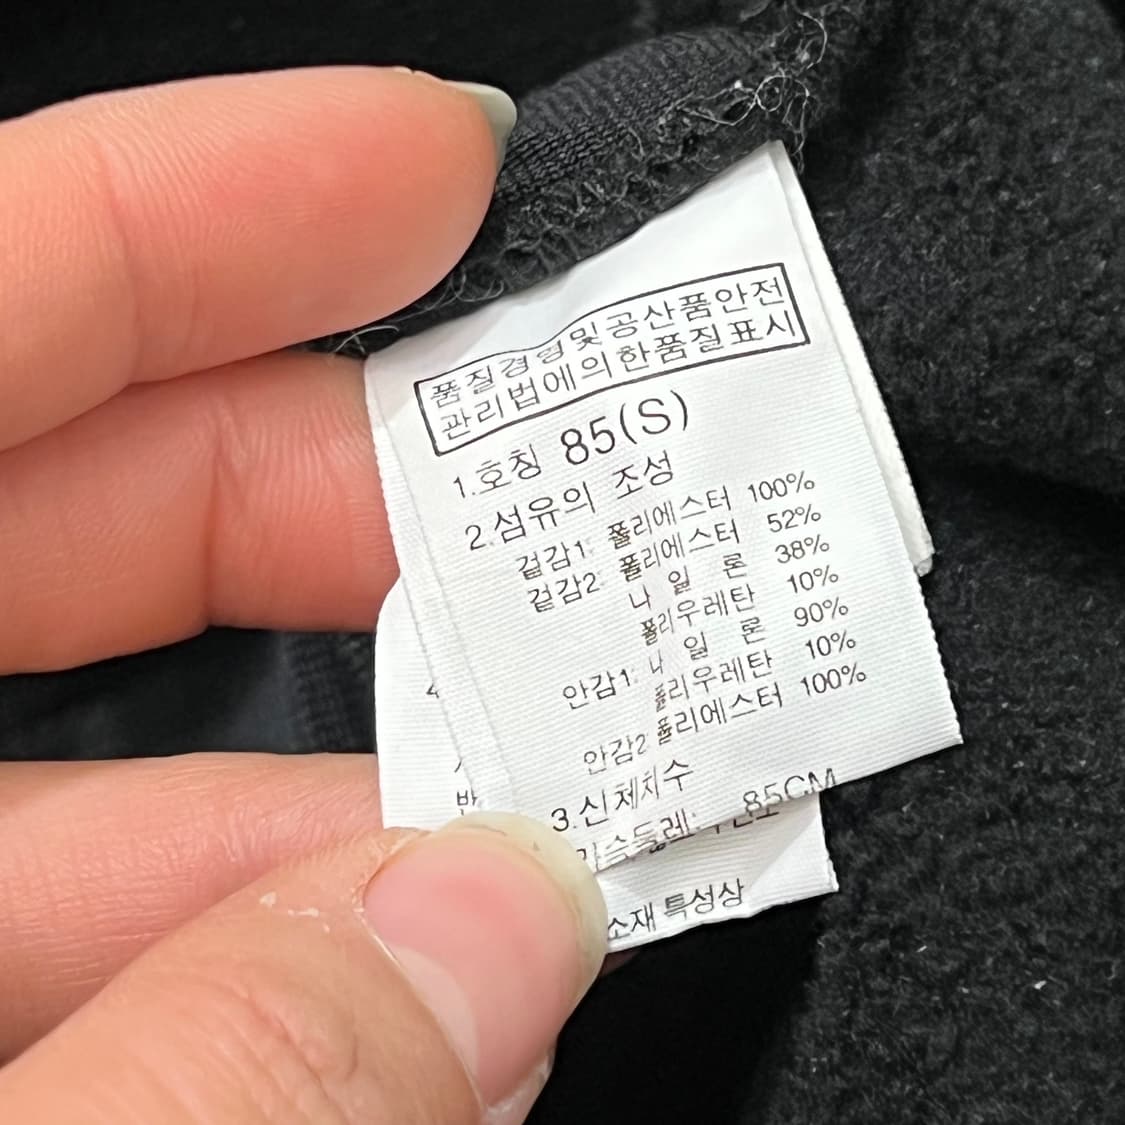 품질경영및공산품안전
관리법에의한품질표시
1.호칭 85(S)
2.섬유의 조성
겉감1: 폴리에스터 100%
겉감2: 폴리에스터 52%
나 일 론 38%
폴리우레탄 10%
안감1: 나 일 론 90%
폴리우레탄 10%
안감2: 폴리에스터 100%
3.신체치수
가슴둘레: 85CM
소재 특성상